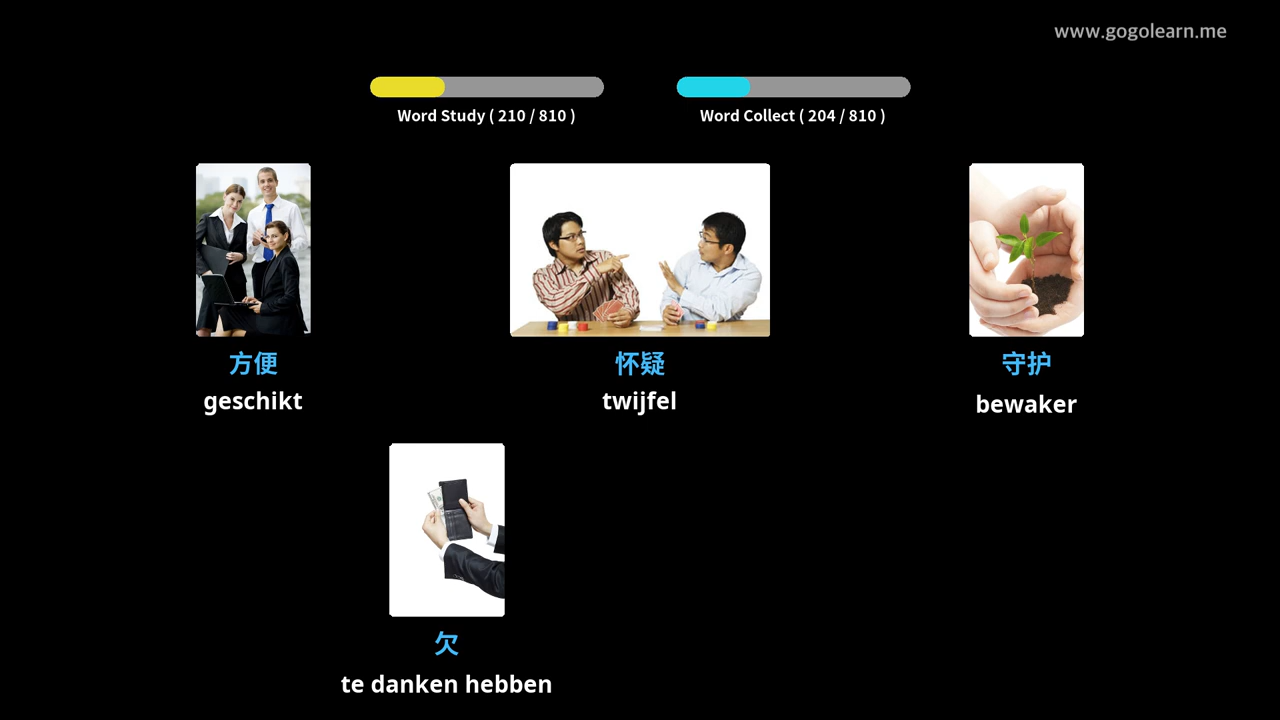 www.gogolearn.me
Word Study ( 210 / 810 )
Word Collect ( 204 / 810 )
方便
geschikt
怀疑
twijfel
守护
bewaker
欠
te danken hebben